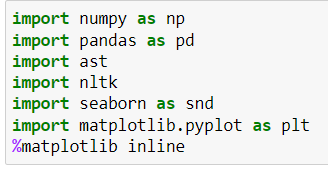 import numpy as np
import pandas as pd
import ast
import nltk
import seaborn as snd
import matplotlib.pyplot as plt
%matplotlib inline